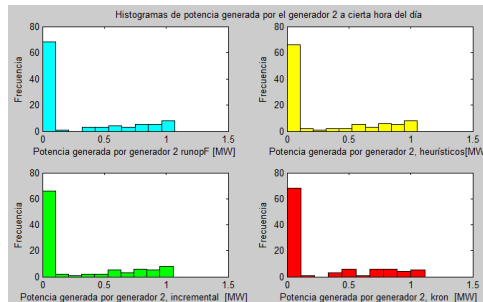 Histogramas de potencia generada por el generador 2 a cierta hora del día
80
60
40
20
0
Frecuencia
0 0.5 1 1.5
Potencia generada por generador 2 runopF [MW]
80
60
40
20
0
Frecuencia
0 0.5 1 1.5
Potencia generada por generador 2, heurísticos[MW
80
60
40
20
0
Frecuencia
0 0.5 1 1.5
Potencia generada por generador 2, incremental [MW]
80
60
40
20
0
Frecuencia
0 0.5 1 1.5
Potencia generada por generador 2, kron [MW]